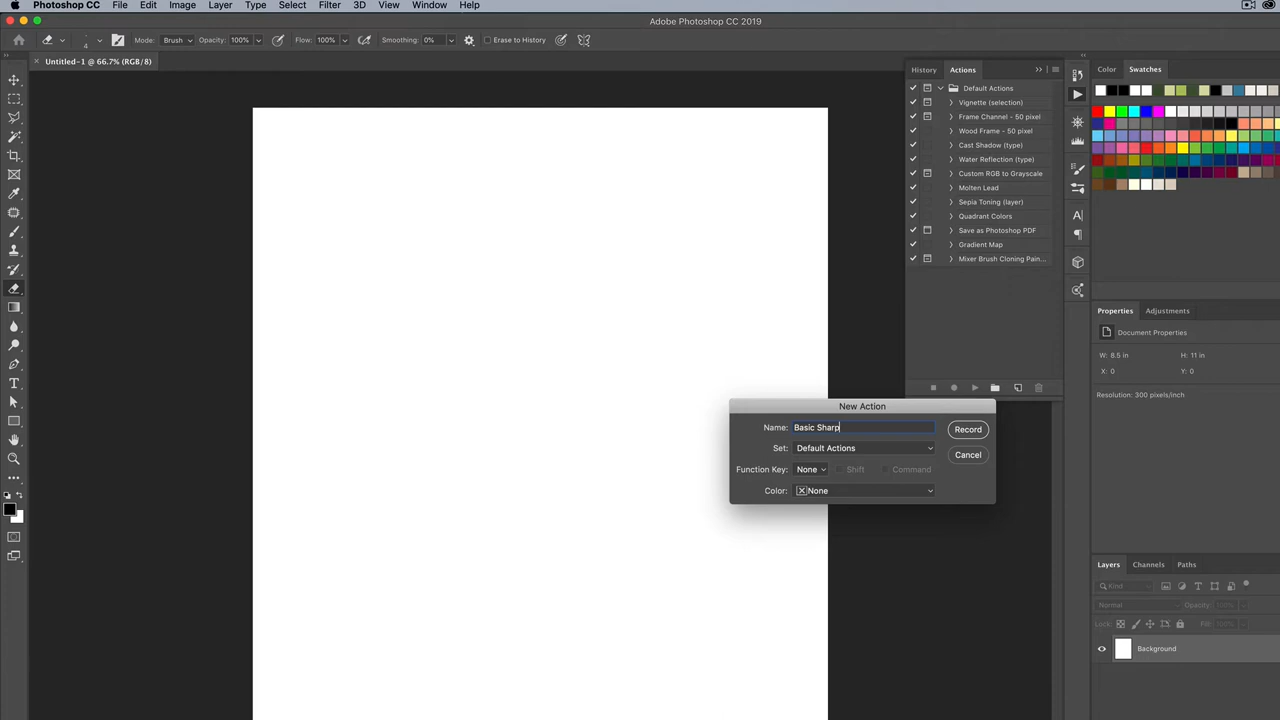 Photoshop CC File Edit Image Layer Type Select Filter 3D View Window Help
Adobe Photoshop CC 2019
4 Mode: Brush Opacity: 100% Flow: 100% Smoothing: 0% Erase to History
Untitled-1 @ 66.7% (RGB/8)
History Actions
Default Actions
Vignette (selection)
Frame Channel - 50 pixel
Wood Frame - 50 pixel
Cast Shadow (type)
Water Reflection (type)
Custom RGB to Grayscale
Molten Lead
Sepia Toning (layer)
Quadrant Colors
Save as Photoshop PDF
Gradient Map
Mixer Brush Cloning Pain...
Color Swatches
Properties Adjustments
Document Properties
W: 8.5 in H: 11 in
X: 0 Y: 0
Resolution: 300 pixels/inch
New Action
Name: Basic Sharp
Record
Set: Default Actions
Cancel
Function Key: None Shift Command
Color: None
Layers Channels Paths
Kind
Normal Opacity: 100%
Lock: Fill: 100%
Background